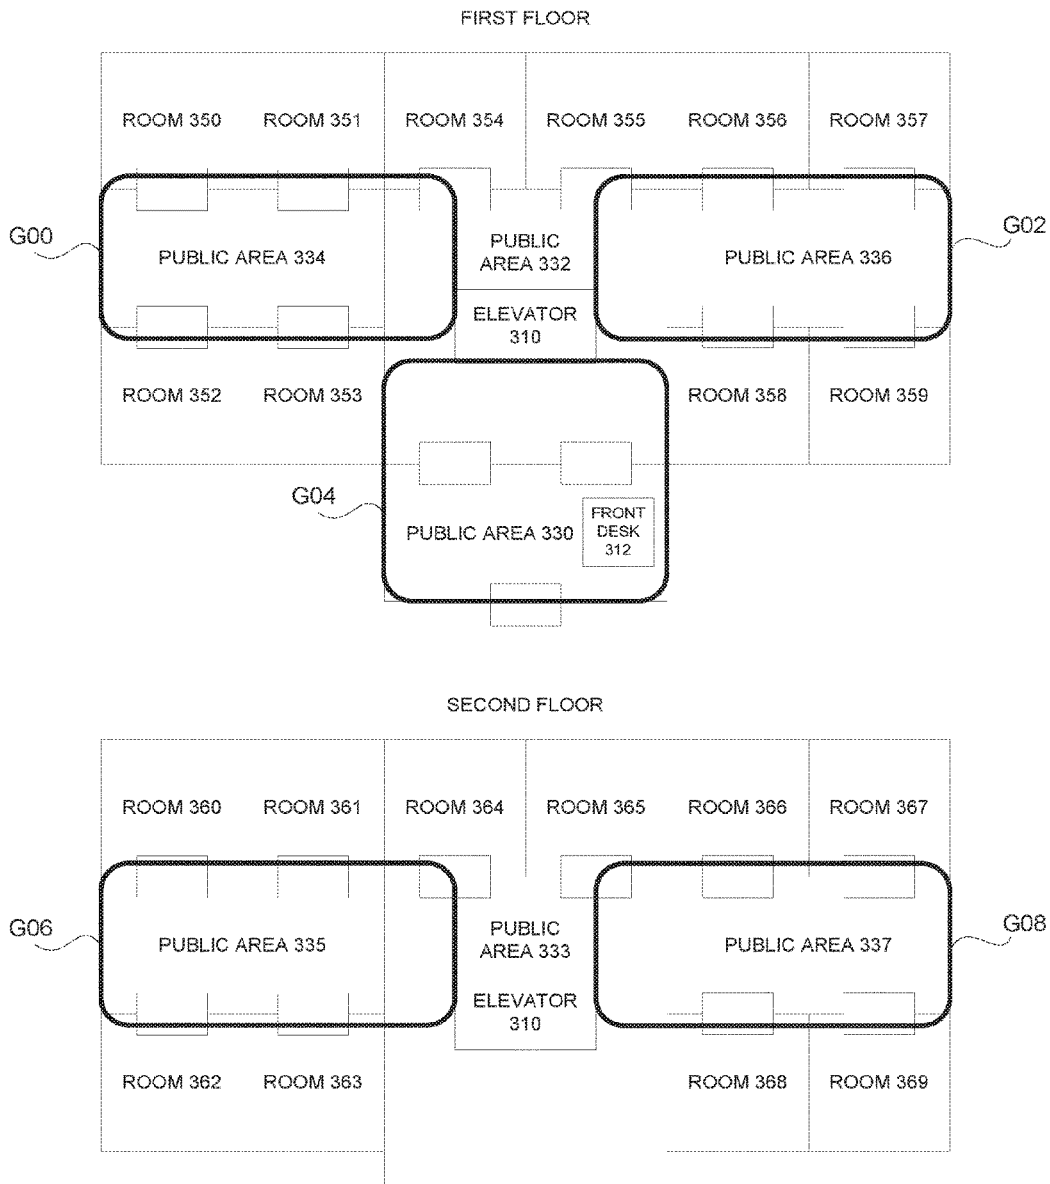 FIRST FLOOR
ROOM 350
ROOM 351
ROOM 354
ROOM 355
ROOM 356
ROOM 357
G00
PUBLIC AREA 334
PUBLIC
AREA 332
PUBLIC AREA 336
G02
ELEVATOR
310
ROOM 352
ROOM 353
ROOM 358
ROOM 359
G04
PUBLIC AREA 330
FRONT
DESK
312
SECOND FLOOR
ROOM 360
ROOM 361
ROOM 364
ROOM 365
ROOM 366
ROOM 367
G06
PUBLIC AREA 335
PUBLIC
AREA 333
PUBLIC AREA 337
G08
ELEVATOR
310
ROOM 362
ROOM 363
ROOM 368
ROOM 369